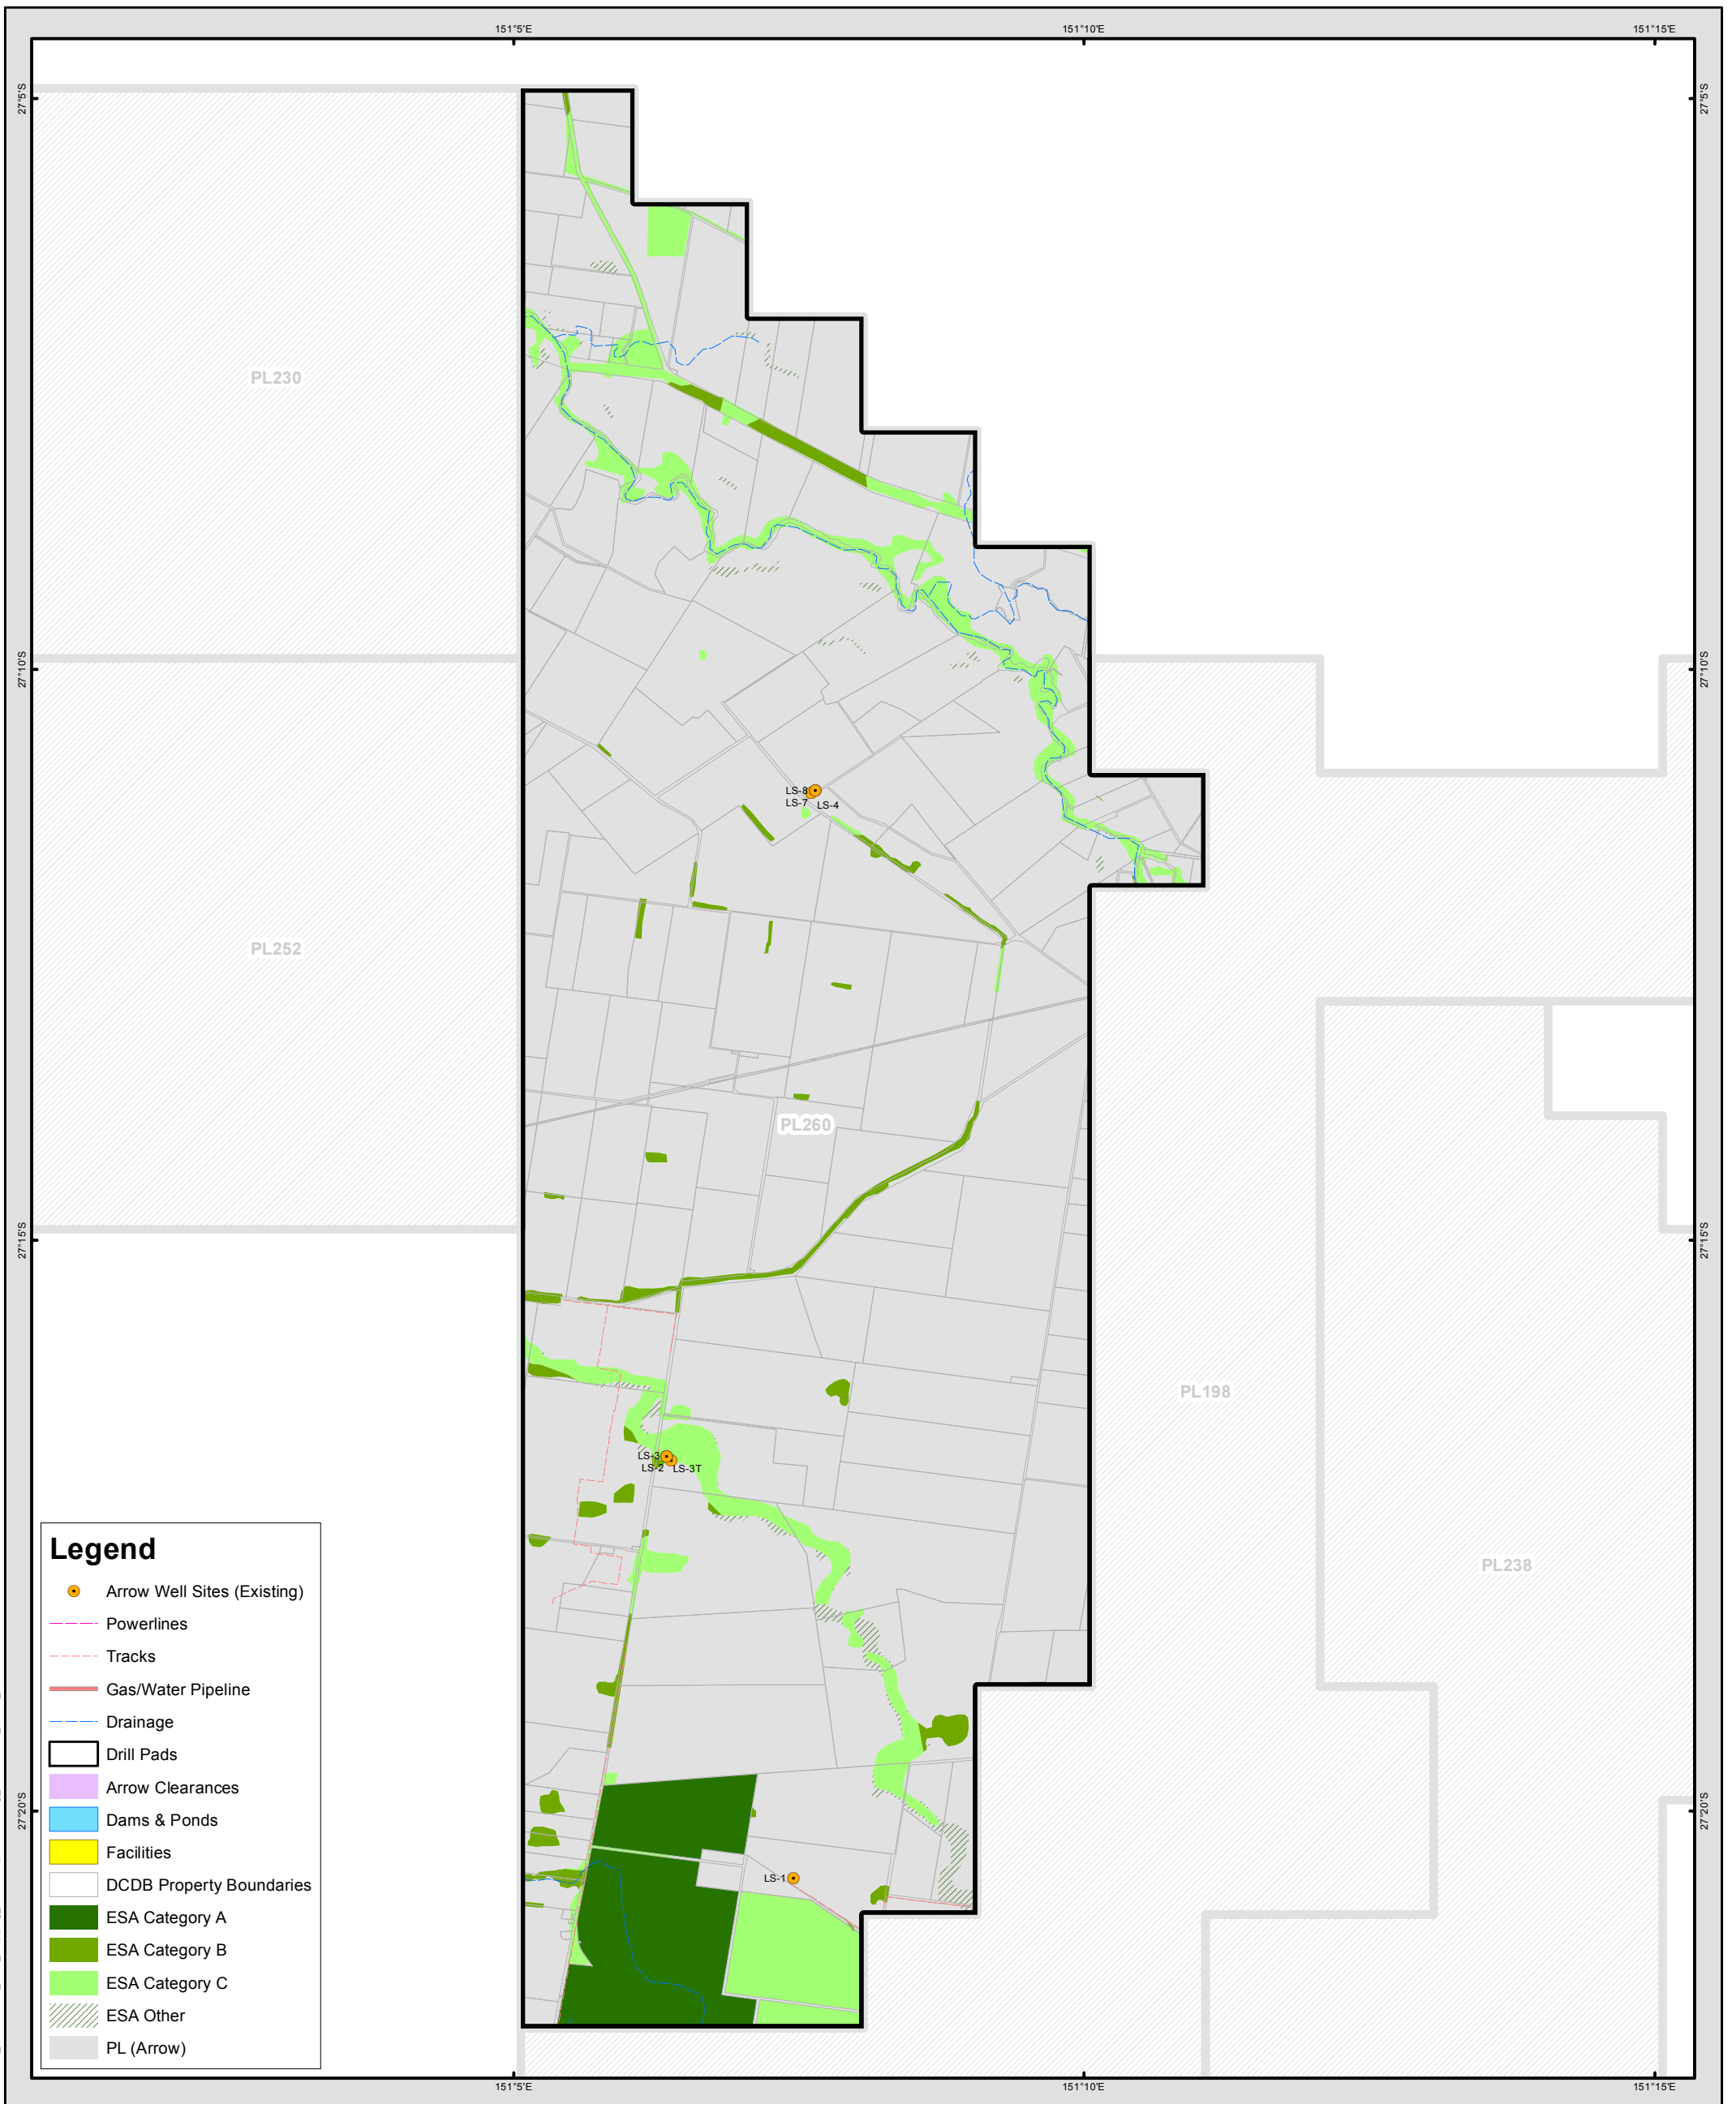 151°5'E
151°10'E
151°15'E
27°5'S
27°5'S
PL230
27°10'S
27°10'S
LS-8
LS-7
LS-4
PL252
PL260
27°15'S
27°15'S
PL198
LS-3
LS-2
LS-3T
PL238
Legend
Arrow Well Sites (Existing)
Powerlines
Tracks
Gas/Water Pipeline
Drainage
Drill Pads
Arrow Clearances
Dams & Ponds
Facilities
DCDB Property Boundaries
ESA Category A
ESA Category B
ESA Category C
ESA Other
PL (Arrow)
27°20'S
27°20'S
LS-1
151°5'E
151°10'E
151°15'E